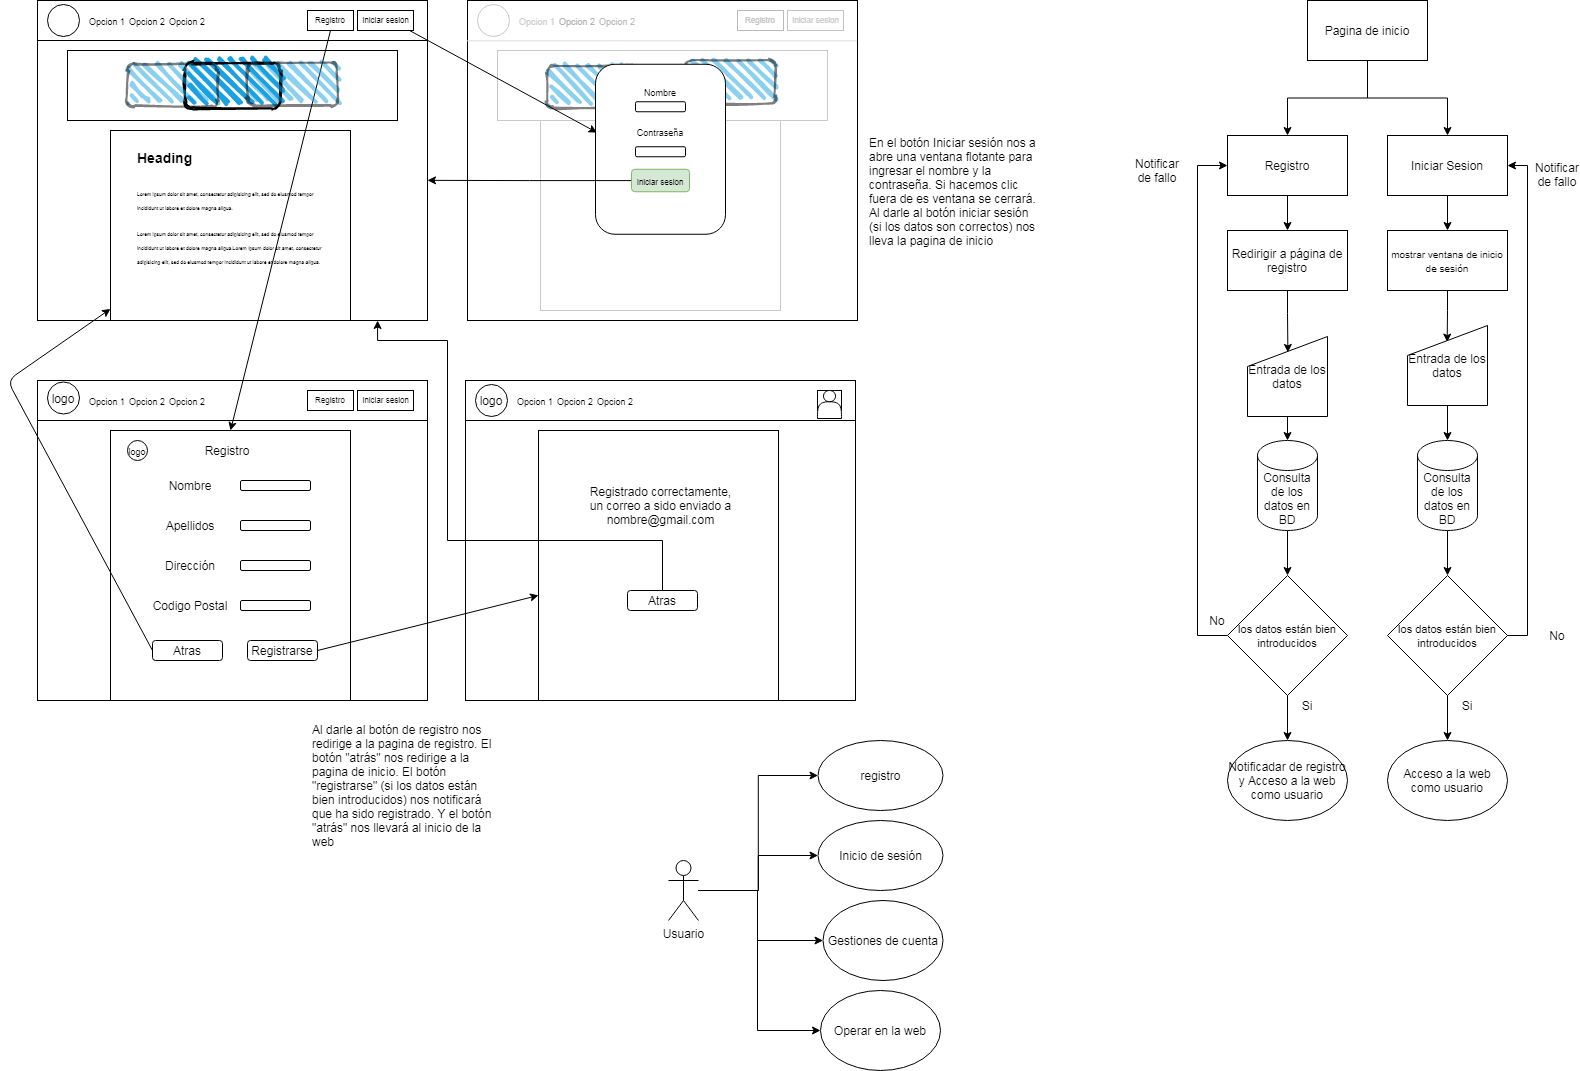 Opcion 1 Opcion 2 Opcion 2
Registro
Iniciar sesion
Heading
Lorem ipsum dolor sit amet, consectetur adipisicing elit, sed do eiusmod tempor
incididunt ut labore et dolore magna aliqua.
Lorem ipsum dolor sit amet, consectetur adipisicing elit, sed do eiusmod tempor
incididunt ut labore et dolore magna aliqua.Lorem ipsum dolor sit amet, consectetur
adipisicing elit, sed do eiusmod tempor incididunt ut labore et dolore magna aliqua.
Opcion 1 Opcion 2 Opcion 2
Registro
Iniciar sesion
Nombre
Contraseña
Iniciar sesion
En el botón Iniciar sesión nos a
abre una ventana flotante para
ingresar el nombre y la
contraseña. Si hacemos clic
fuera de es ventana se cerrará.
Al darle al botón iniciar sesión
(si los datos son correctos) nos
lleva la pagina de inicio
logo
Opcion 1 Opcion 2 Opcion 2
Registro
Iniciar sesion
logo
Registro
Nombre
Apellidos
Dirección
Codigo Postal
Atras
Registrarse
logo
Opcion 1 Opcion 2 Opcion 2
Registrado correctamente,
un correo a sido enviado a
nombre@gmail.com
Atras
Al darle al botón de registro nos
redirige a la pagina de registro. El
botón "atrás" nos redirige a la
pagina de inicio. El botón
"registrarse" (si los datos están
bien introducidos) nos notificará
que ha sido registrado. Y el botón
"atrás" nos llevará al inicio de la
web
Usuario
registro
Inicio de sesión
Gestiones de cuenta
Operar en la web
Pagina de inicio
Notificar
de fallo
Registro
Iniciar Sesion
Notificar
de fallo
Redirigir a página de
registro
mostrar ventana de inicio
de sesión
Entrada de los
datos
Entrada de los
datos
Consulta
de los
datos en
BD
Consulta
de los
datos en
BD
No
los datos están bien
introducidos
los datos están bien
introducidos
No
Si
Si
Notificadar de registro
y Acceso a la web
como usuario
Acceso a la web
como usuario